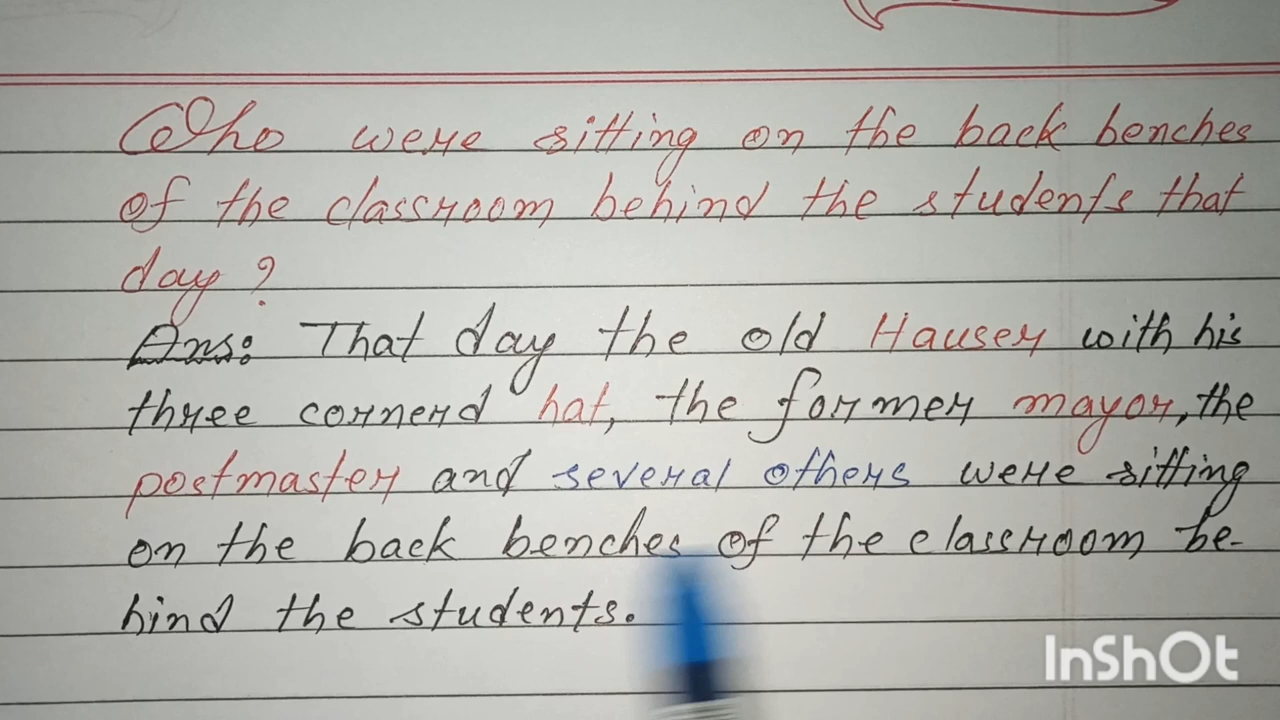 Who were sitting on the back benches
of the classroom behind the students that
day?
Ans: That day the old Hauser with his
three cornerd hat, the former mayor, the
postmaster and several others were sitting
on the back benches of the classroom be-
hind the students.
InShOt